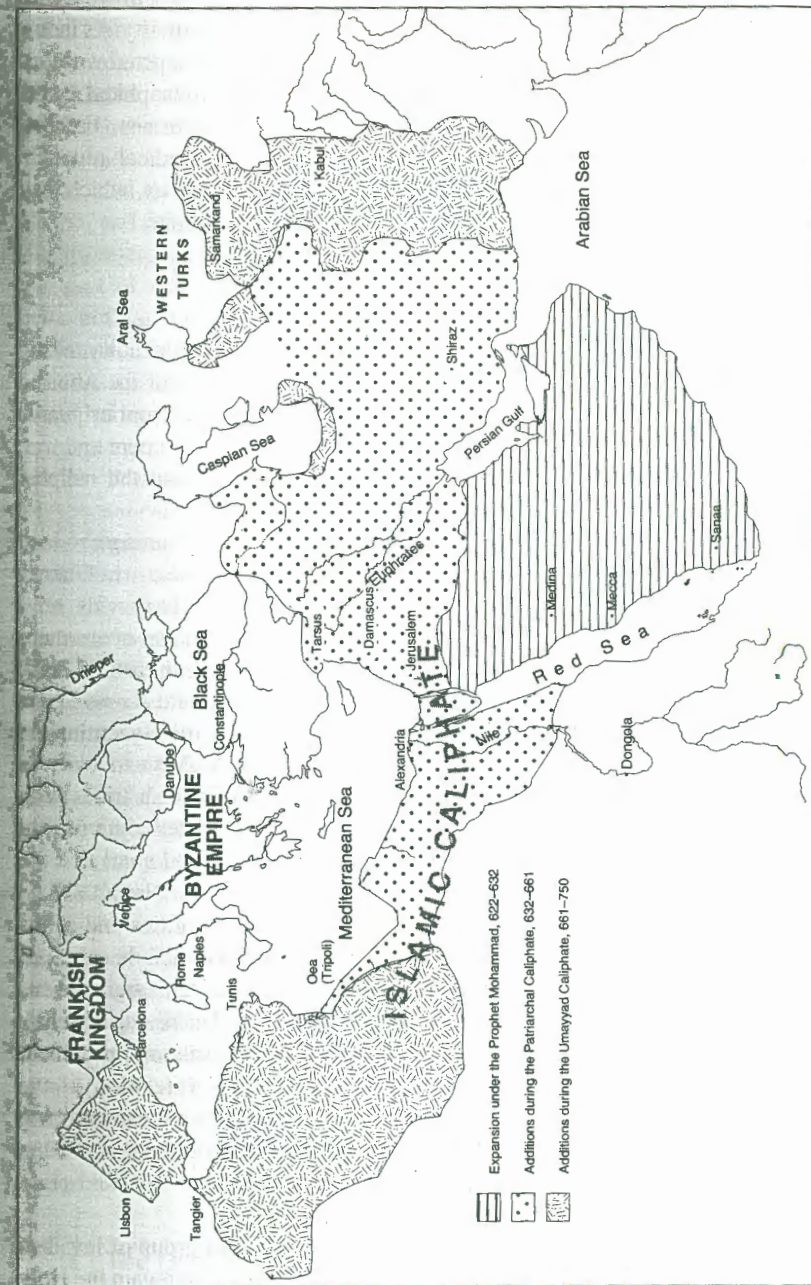 FRANKISH
KINGDOM
BYZANTINE
EMPIRE
WESTERN
TURKS
ISLAMIC CALIPHATE
Lisbon
Tangier
Barcelona
Venice
Rome
Naples
Tunis
Oea
(Tripoli)
Mediterranean Sea
Danube
Dnieper
Black Sea
Constantinople
Alexandria
Nile
Dongola
Tarsus
Damascus
Euphrates
Jerusalem
Red Sea
Medina
Mecca
Sanaa
Caspian Sea
Aral Sea
Samarkand
Kabul
Shiraz
Persian Gulf
Arabian Sea
Expansion under the Prophet Mohammad, 622–632
Additions during the Patriarchal Caliphate, 632–661
Additions during the Umayyad Caliphate, 661–750